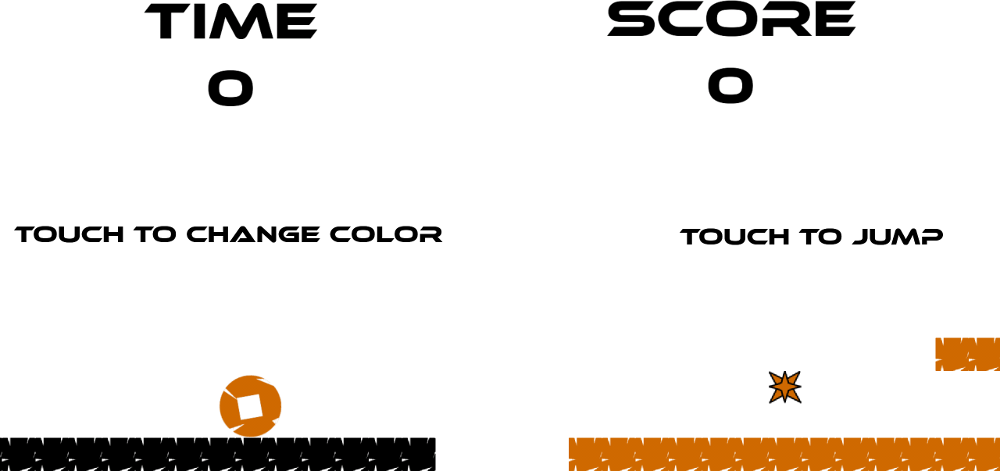 TIME
SCORE
0
0
TOUCH TO CHANGE COLOR
TOUCH TO JUMP